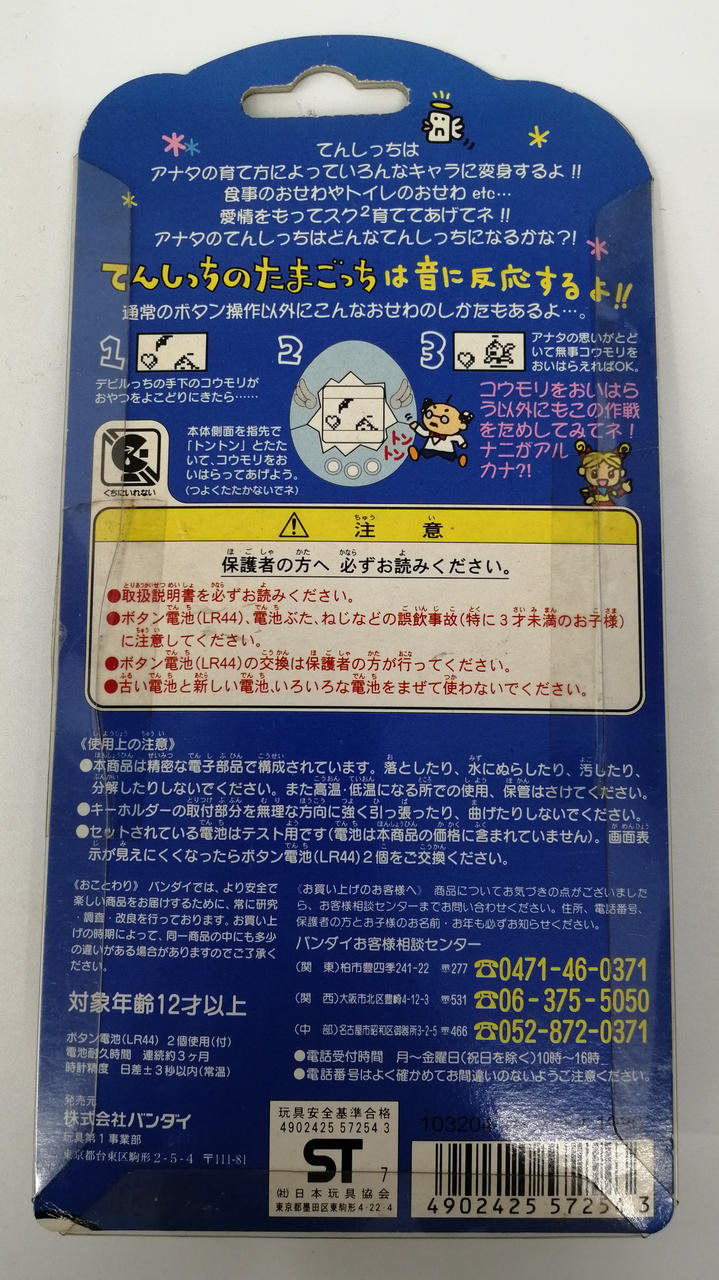 てんしっちは
アナタの育て方によっていろんなキャラに変身するよ!!
食事のおせわやトイレのおせわ etc…
愛情をもってスク2育ててあげてネ!!
アナタのてんしっちはどんなてんしっちになるかな?!
てんしっちのたまごっちは音に反応するよ!!
通常のボタン操作以外にこんなおせわのしかたもあるよ…。
1
デビルっちの手下のコウモリが
おやつをよこどりにきたら……
2
本体側面を指先で
「トントン」とたた
いて、コウモリをお
いはらってあげよう。
(つよくたたかないでネ)
トントン
3
アナタの思いがとど
いて無事コウモリを
おいはらえればOK。
コウモリをおいはら
う以外にもこの作戦
をためしてみてネ!
ナニがアル
カナ?!
くちにいれない
注意
保護者の方へ 必ずお読みください。
●取扱説明書を必ずお読みください。
●ボタン電池(LR44)、電池ぶた、ねじなどの誤飲事故(特に3才未満のお子様)
に注意してください。
●ボタン電池(LR44)の交換は保護者の方が行ってください。
●古い電池と新しい電池、いろいろな電池をまぜて使わないでください。
《使用上の注意》
●本商品は精密な電子部品で構成されています。落としたり、水にぬらしたり、汚したり、
分解したりしないでください。また高温・低温になる所での使用、保管はさけてください。
●キーホルダーの取付部分を無理な方向に強く引っ張ったり、曲げたりしないでください。
●セットされている電池はテスト用です(電池は本商品の価格に含まれていません)。画面表
示が見えにくくなったらボタン電池(LR44)2個をご交換ください。
《おことわり》 バンダイでは、より安全で
楽しい商品をお届けするために、常に研究
・調査・改良を行っております。お買い上
げの時期によって、同一商品の中にも多少
の違いがある場合がありますのでご了承く
ださい。
対象年齢12才以上
ボタン電池(LR44) 2個使用(付)
電池耐久時間 連続約3ヶ月
時計精度 日差±3秒以内(常温)
発売元
株式会社バンダイ
玩具第1事業部
東京都台東区駒形2-5-4 〒111-81
《お買い上げのお客様へ》 商品についてお気づきの点がございました
ら、お客様相談センターまでお問い合わせください。住所、電話番号、
保護者の方とお子様のお名前・お年も必ずお知らせください。
バンダイお客様相談センター
(関 東)柏市豊四季241-22 〒277 ☎0471-46-0371
(関 西)大阪市北区豊崎4-12-3 〒531 ☎06-375-5050
(中 部)名古屋市昭和区御器所3-2-5 〒466 ☎052-872-0371
●電話受付時間 月〜金曜日(祝日を除く)10時〜16時
●電話番号はよく確かめてお間違いのないようご注意ください。
玩具安全基準合格
4902425 57254 3
ST 7
(社)日本玩具協会
東京都墨田区東駒形4-22-4
4902425 57254 3